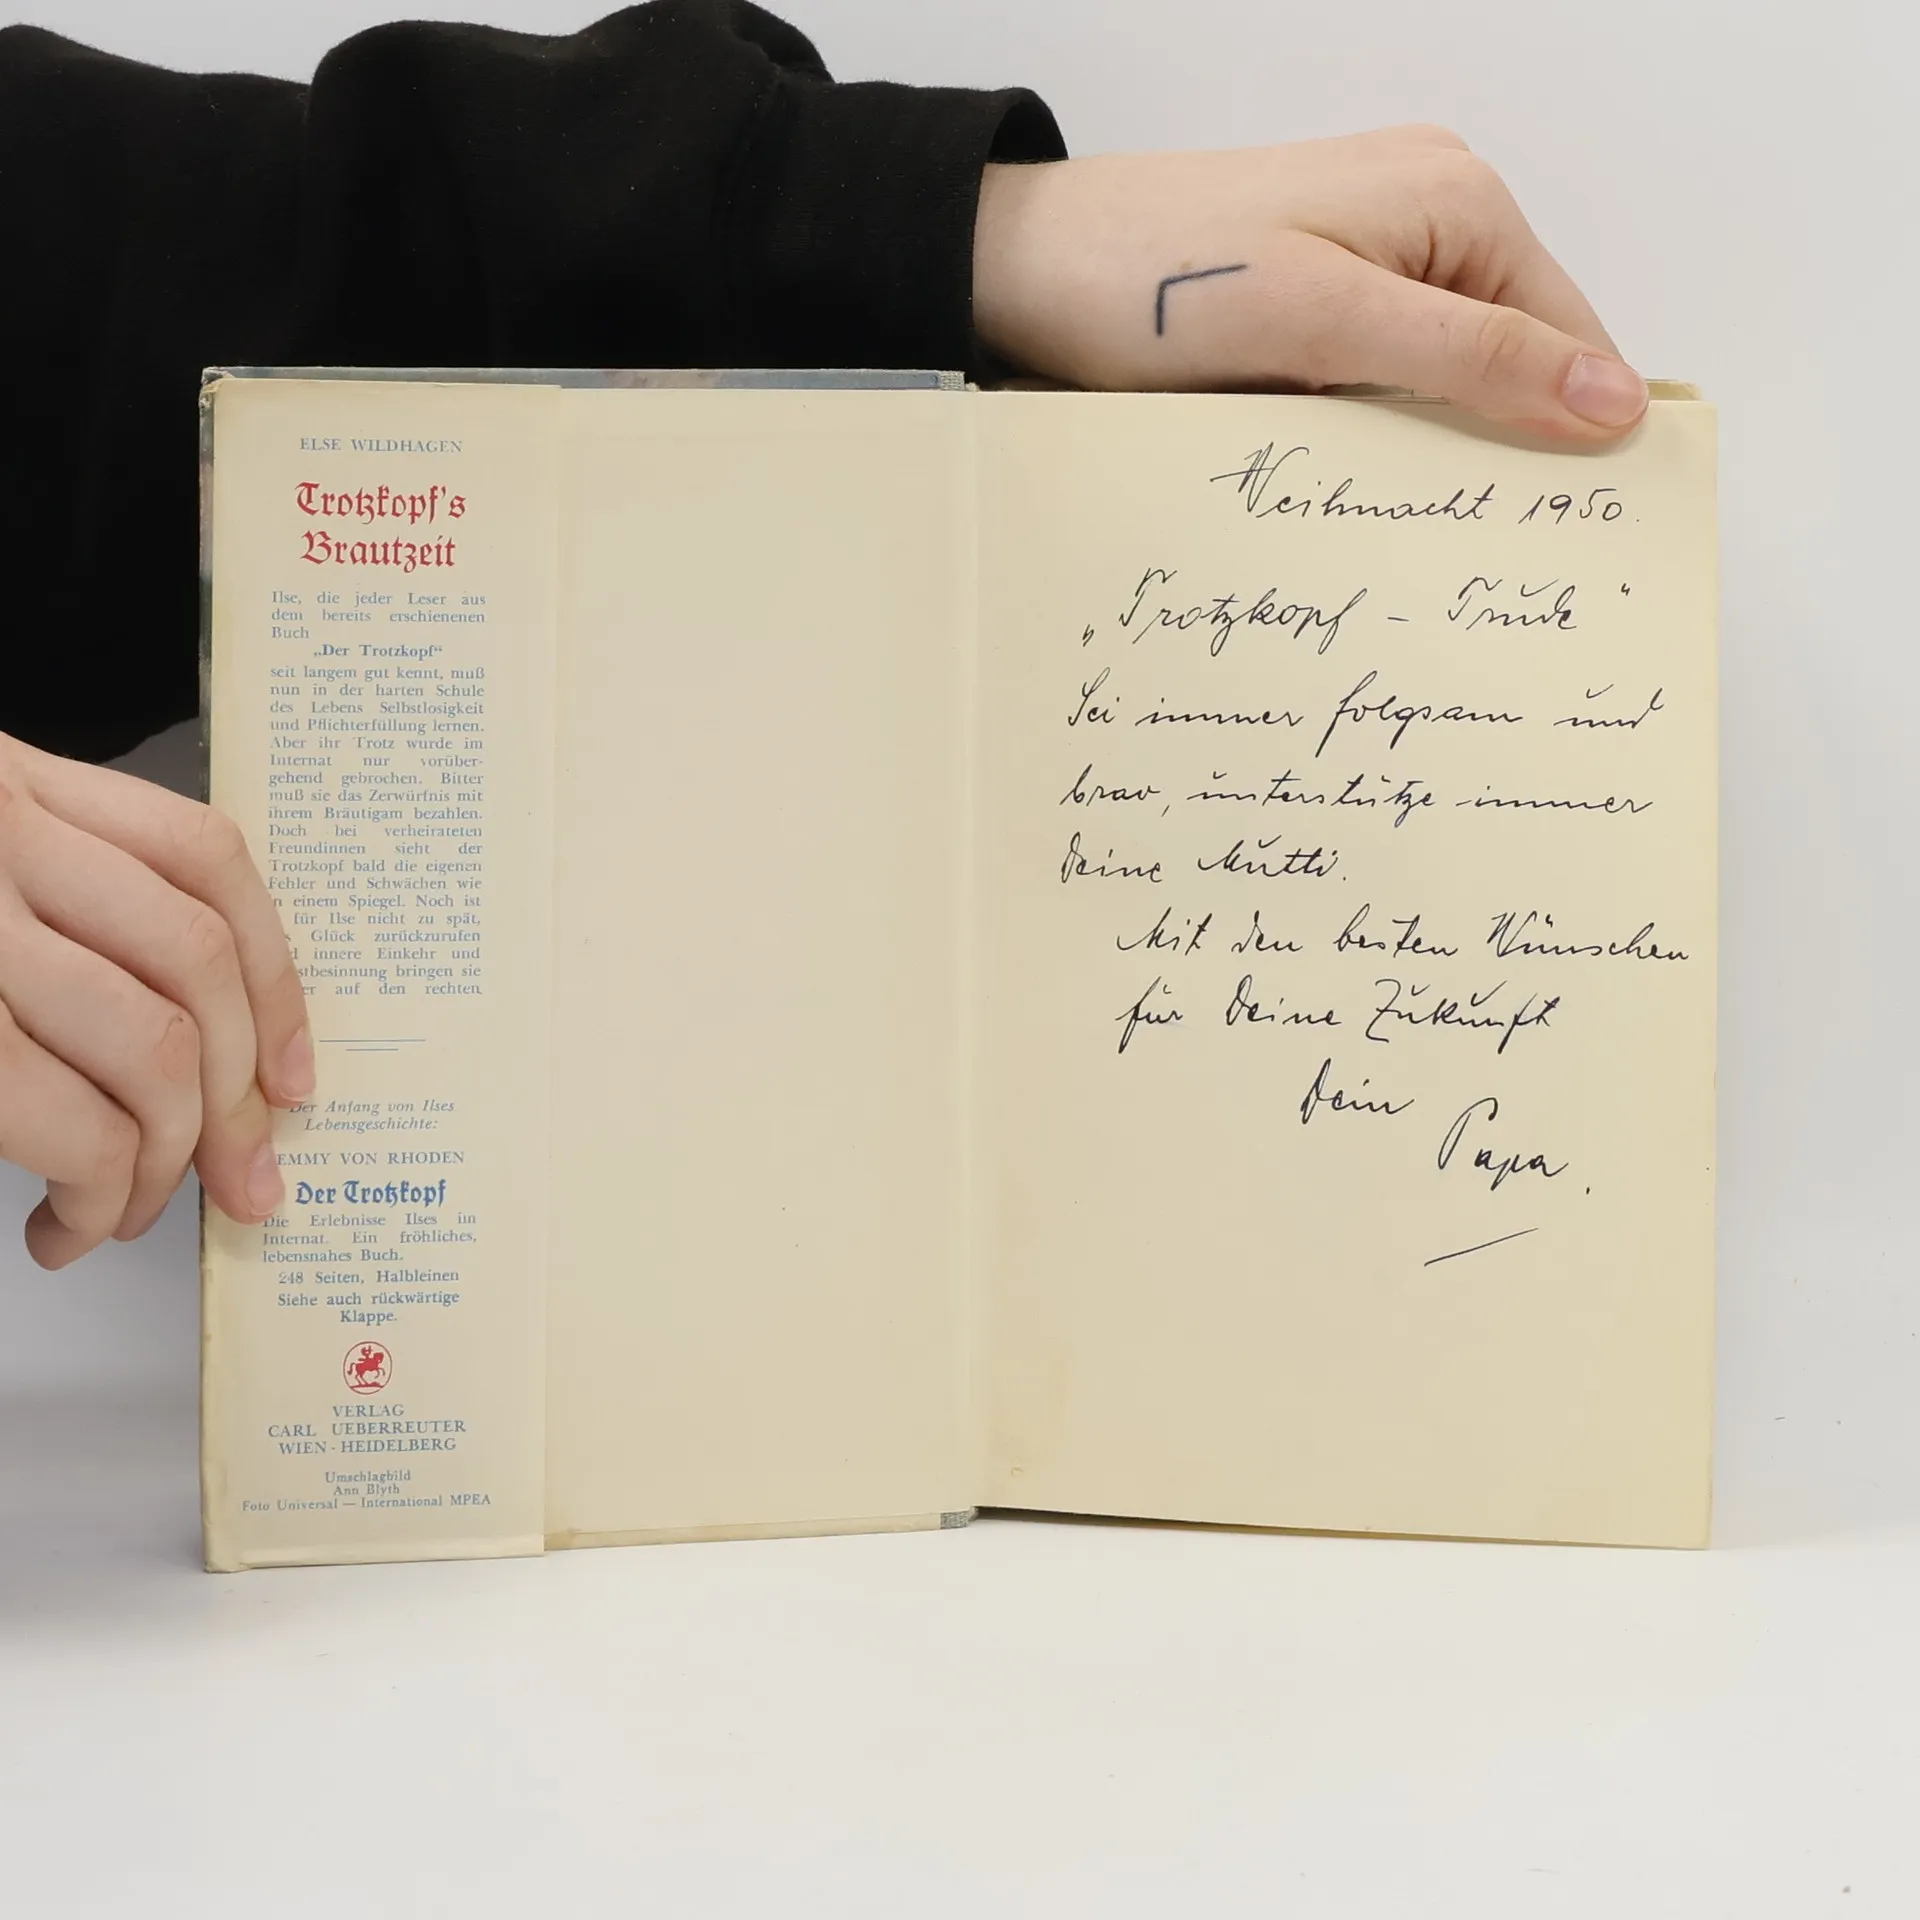 ELSE WILDHAGEN
Trotzkopf's
Brautzeit
Ilse, die jeder Leser aus
dem bereits erschienenen
Buch
„Der Trotzkopf“
seit langem gut kennt, muß
nun in der harten Schule
des Lebens Selbstlosigkeit
und Pflichterfüllung lernen.
Aber ihr Trotz wurde im
Internat nur vorüber-
gehend gebrochen. Bitter
muß sie das Zerwürfnis mit
ihrem Bräutigam bezahlen.
Doch bei verheirateten
Freundinnen sieht der
Trotzkopf bald die eigenen
Fehler und Schwächen wie
n einem Spiegel. Noch ist
für Ilse nicht zu spät,
s Glück zurückzurufen
d innere Einkehr und
stbesinnung bringen sie
er auf den rechten
Der Anfang von Ilses
Lebensgeschichte:
EMMY VON RHODEN
Der Trotzkopf
Die Erlebnisse Ilses im
Internat. Ein fröhliches,
lebensnahes Buch.
248 Seiten, Halbleinen
Siehe auch rückwärtige
Klappe.
VERLAG
CARL UEBERREUTER
WIEN - HEIDELBERG
Umschlagbild
Ann Blyth
Foto Universal — International MPEA
Weihnacht 1950.
„Trotzkopf – Trude“
Sei immer folgsam und
brav, unterstütze immer
Deine Mutti.
Mit den besten Wünschen
für Deine Zukunft
Dein
Papa.